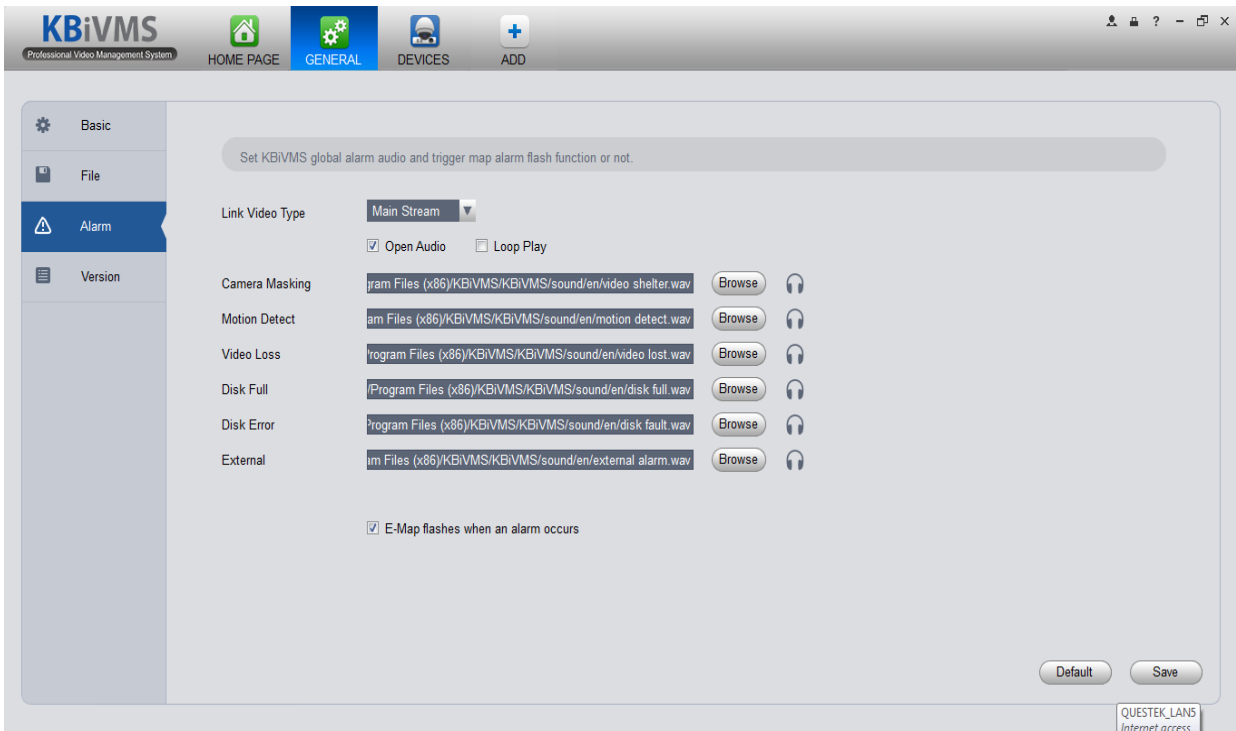 KBiVMS
Professional Video Management System
HOME PAGE
GENERAL
DEVICES
ADD
?
Basic
File
Alarm
Version
Set KBiVMS global alarm audio and trigger map alarm flash function or not.
Link Video Type Main Stream
Open Audio Loop Play
Camera Masking gram Files (x86)/KBiVMS/KBiVMS/sound/en/video shelter.wav Browse
Motion Detect am Files (x86)/KBiVMS/KBiVMS/sound/en/motion detect.wav Browse
Video Loss Program Files (x86)/KBiVMS/KBiVMS/sound/en/video lost.wav Browse
Disk Full /Program Files (x86)/KBiVMS/KBiVMS/sound/en/disk full.wav Browse
Disk Error Program Files (x86)/KBiVMS/KBiVMS/sound/en/disk fault.wav Browse
External am Files (x86)/KBiVMS/KBiVMS/sound/en/external alarm.wav Browse
E-Map flashes when an alarm occurs
Default Save
QUESTEK_LAN5
Internet access